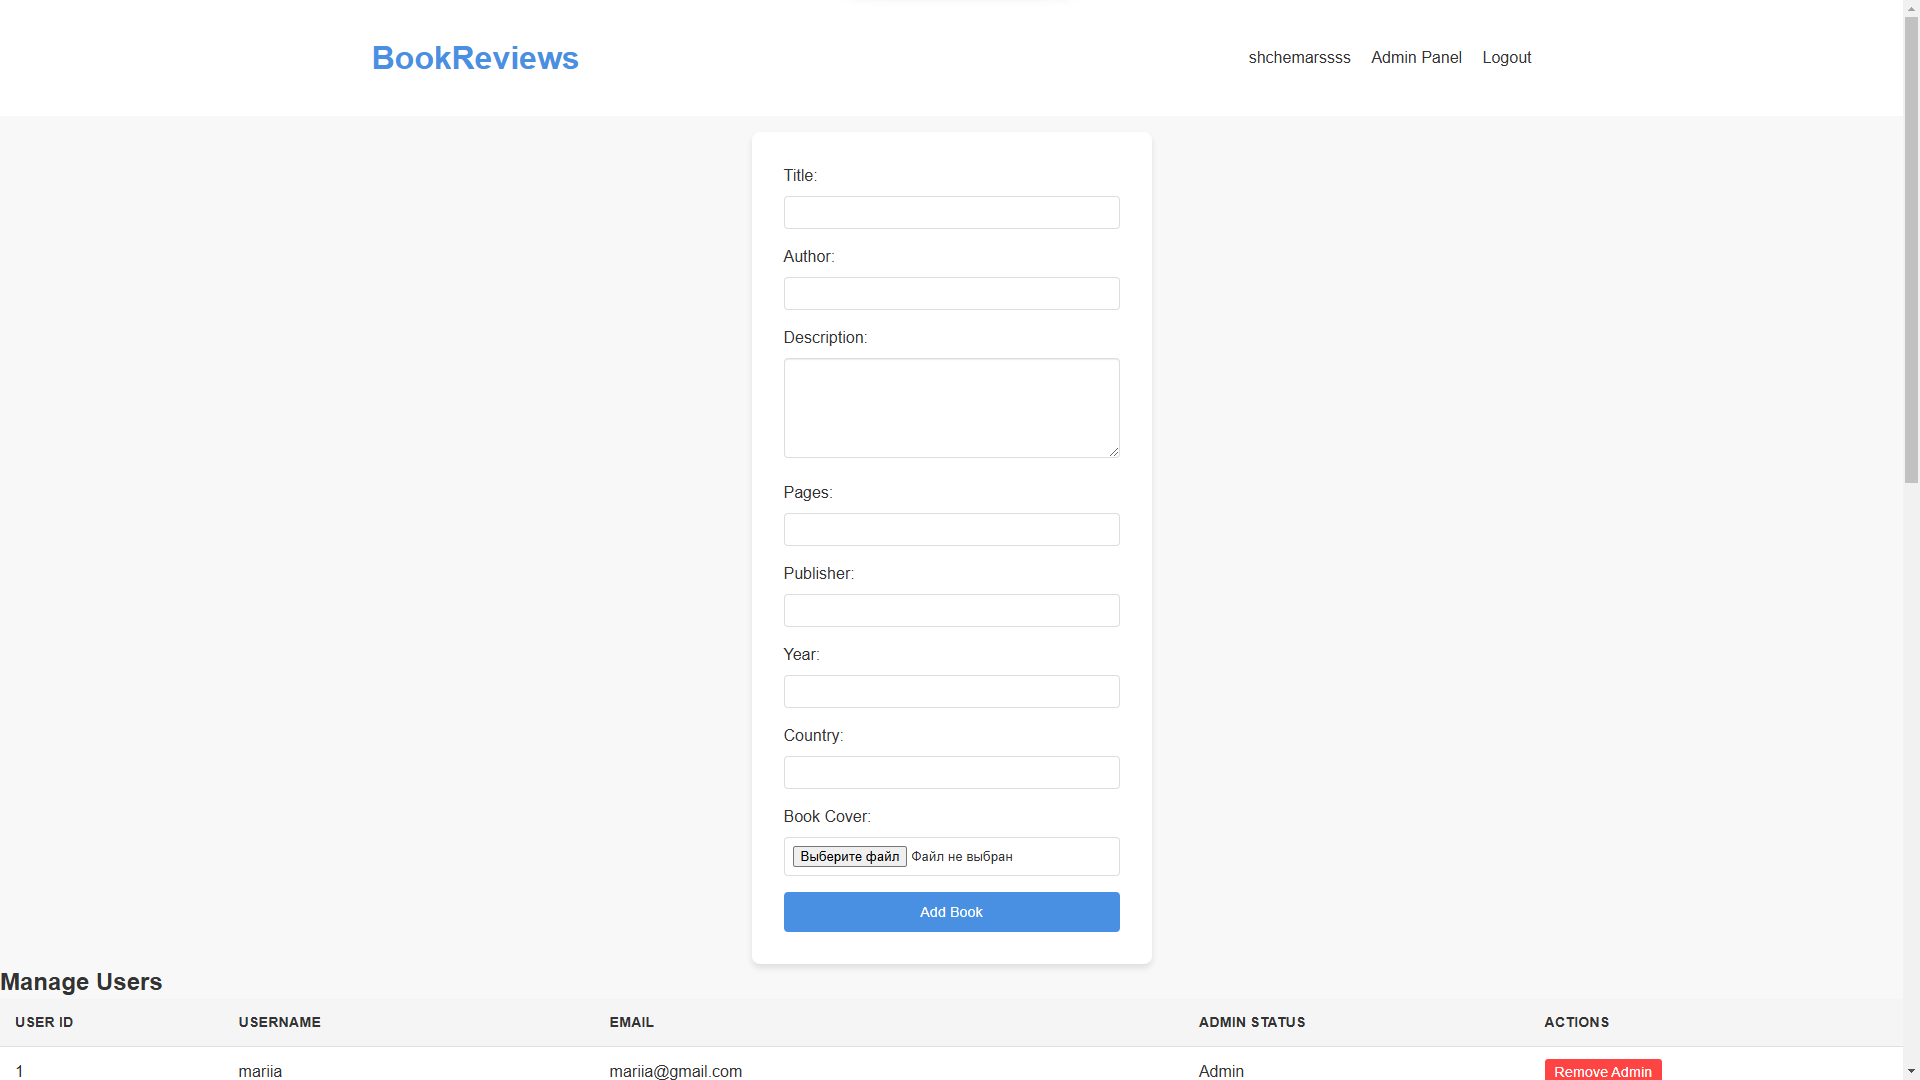 BookReviews
shchemarssss Admin Panel Logout
Title:
Author:
Description:
Pages:
Publisher:
Year:
Country:
Book Cover:
Выберите файл Файл не выбран
Add Book
Manage Users
USER ID USERNAME EMAIL ADMIN STATUS ACTIONS
1 mariia mariia@gmail.com Admin Remove Admin